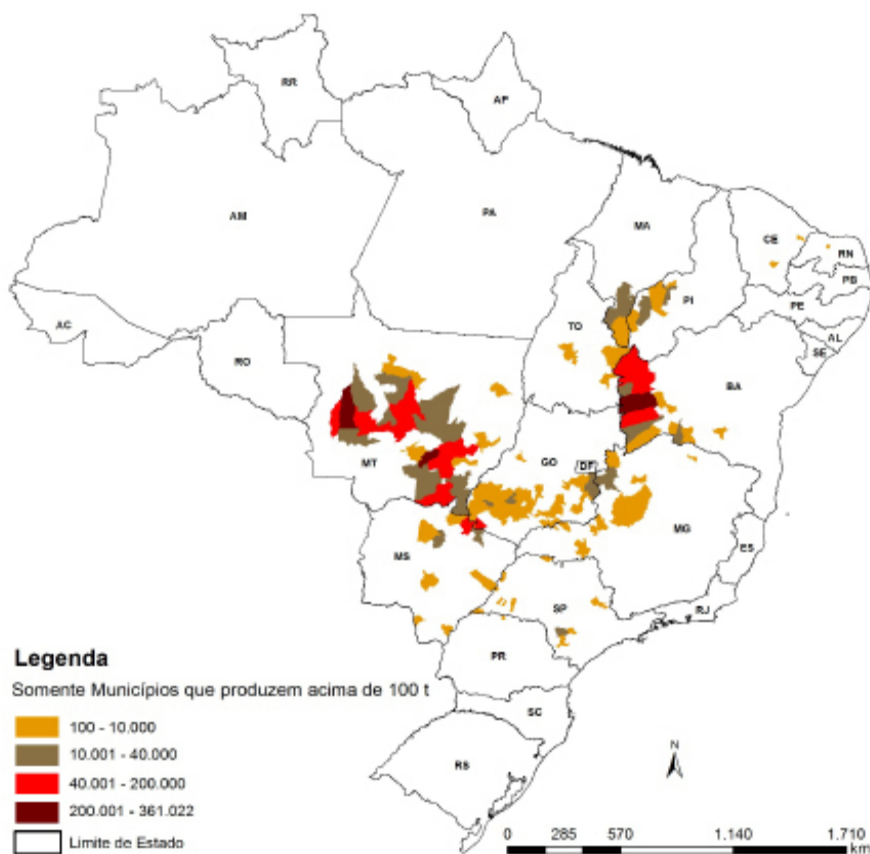 RR
AP
AM
PA
MA
CE
RN
PB
PI
PE
AC
TO
AL
SE
RO
BA
MT
GO
DF
MG
ES
MS
SP
RJ
PR
SC
RS
Legenda
Somente Municípios que produzem acima de 100 t
100 - 10.000
10.001 - 40.000
40.001 - 200.000
200.001 - 361.022
Limite de Estado
N
0 285 570 1.140 1.710
km